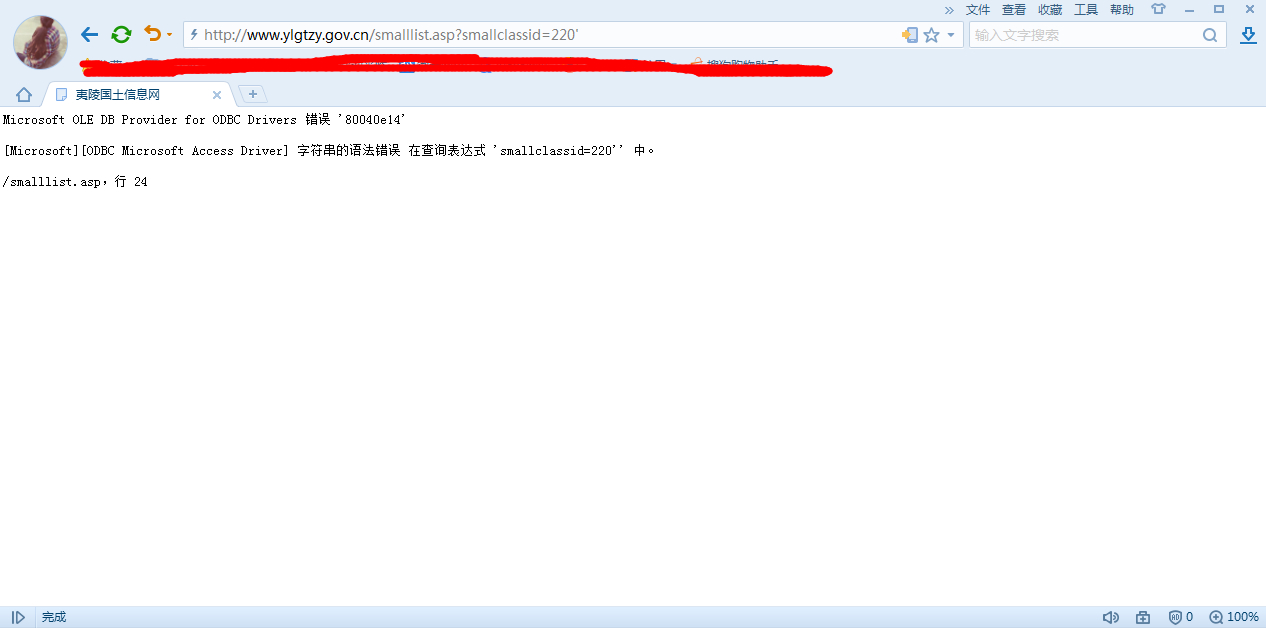 » 文件 查看 收藏 工具 帮助
http://www.ylgtzy.gov.cn/smalllist.asp?smallclassid=220'
输入文字搜索
夷陵国土信息网
Microsoft OLE DB Provider for ODBC Drivers 错误 '80040e14'
[Microsoft][ODBC Microsoft Access Driver] 字符串的语法错误 在查询表达式 'smallclassid=220'' 中。
/smalllist.asp，行 24
完成
AD 0 100%